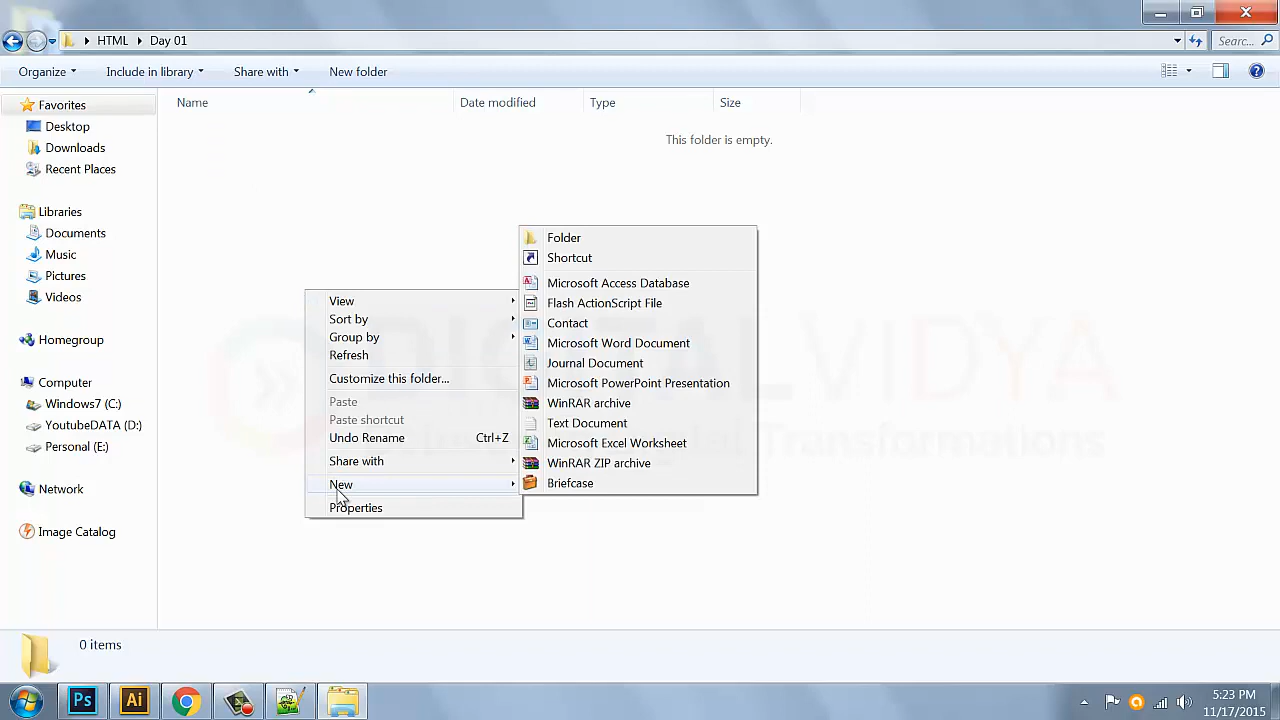 HTML Day 01
Searc...
Organize Include in library Share with New folder
Name Date modified Type Size
This folder is empty.
Favorites
Desktop
Downloads
Recent Places
Libraries
Documents
Music
Pictures
Videos
Homegroup
Computer
Windows7 (C:)
YoutubeDATA (D:)
Personal (E:)
Network
Image Catalog
View
Sort by
Group by
Refresh
Customize this folder...
Paste
Paste shortcut
Undo Rename Ctrl+Z
Share with
New
Properties
Folder
Shortcut
Microsoft Access Database
Flash ActionScript File
Contact
Microsoft Word Document
Journal Document
Microsoft PowerPoint Presentation
WinRAR archive
Text Document
Microsoft Excel Worksheet
WinRAR ZIP archive
Briefcase
DIGITAL VIDYA
Transformations
0 items
Ps Ai
5:23 PM
11/17/2015